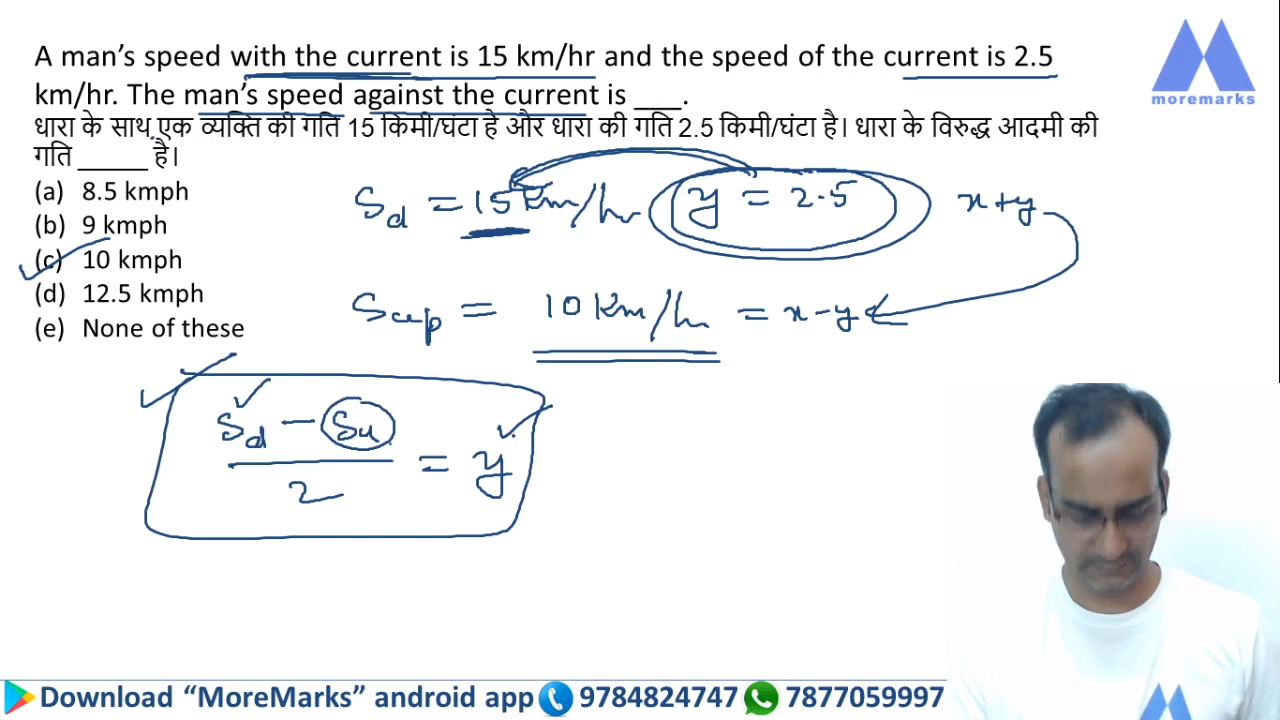 A man's speed with the current is 15 km/hr and the speed of the current is 2.5
km/hr. The man's speed against the current is ___.
धारा के साथ एक व्यक्ति की गति 15 किमी/घंटा है और धारा की गति 2.5 किमी/घंटा है। धारा के विरुद्ध आदमी की
गति ______ है।
(a) 8.5 kmph
(b) 9 kmph
(c) 10 kmph
(d) 12.5 kmph
(e) None of these
moremarks
Sd = 15 km/hr y = 2.5 x+y
Sup = 10 Km/hr = x-y
Sd - Su
2
= y
Download “MoreMarks” android app 9784824747 7877059997